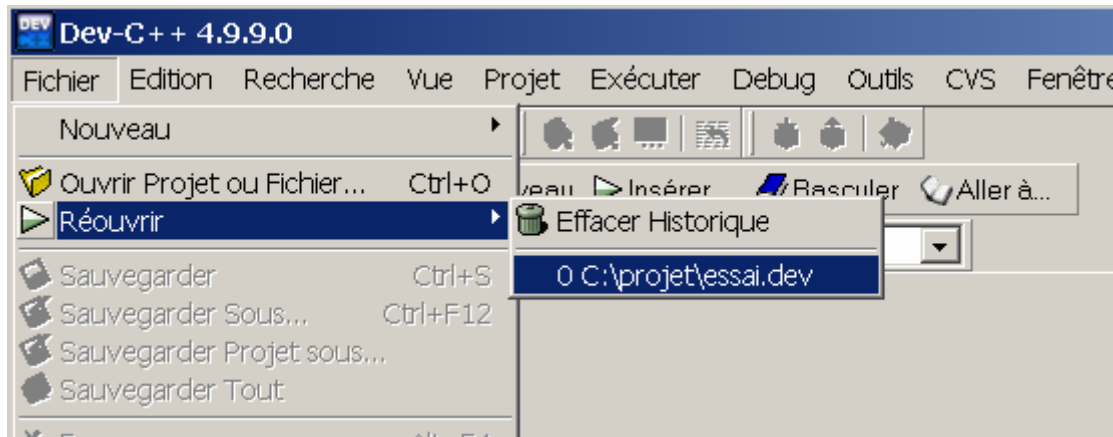 DEV C++ Dev-C++ 4.9.9.0
Fichier Edition Recherche Vue Projet Exécuter Debug Outils CVS Fenêtre
Nouveau
Ouvrir Projet ou Fichier... Ctrl+O
Insérer Basculer Aller à...
Réouvrir
Effacer Historique
0 C:\projet\essai.dev
Sauvegarder Ctrl+S
Sauvegarder Sous... Ctrl+F12
Sauvegarder Projet sous...
Sauvegarder Tout